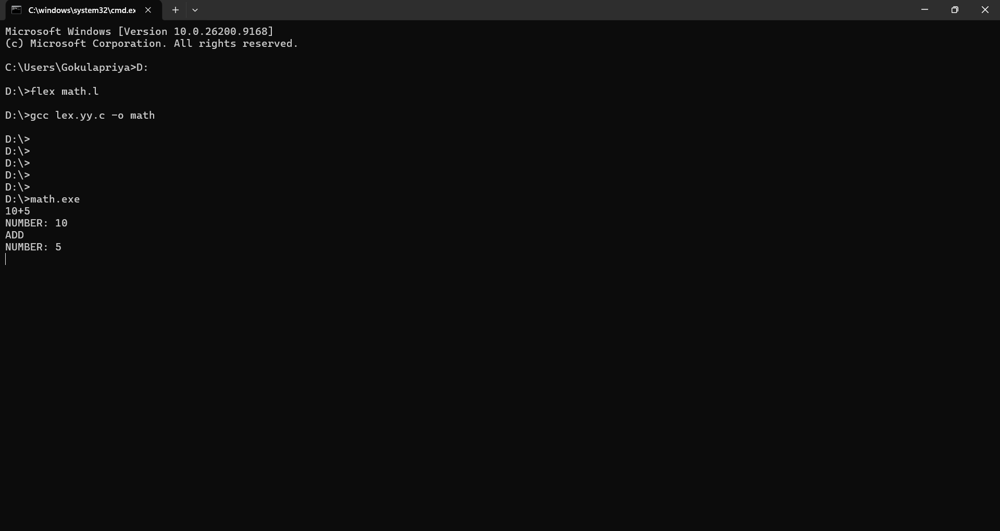 C:\windows\system32\cmd.ex
Microsoft Windows [Version 10.0.26200.9168]
(c) Microsoft Corporation. All rights reserved.
C:\Users\Gokulapriya>D:
D:\>flex math.l
D:\>gcc lex.yy.c -o math
D:\>
D:\>
D:\>
D:\>
D:\>
D:\>math.exe
10+5
NUMBER: 10
ADD
NUMBER: 5